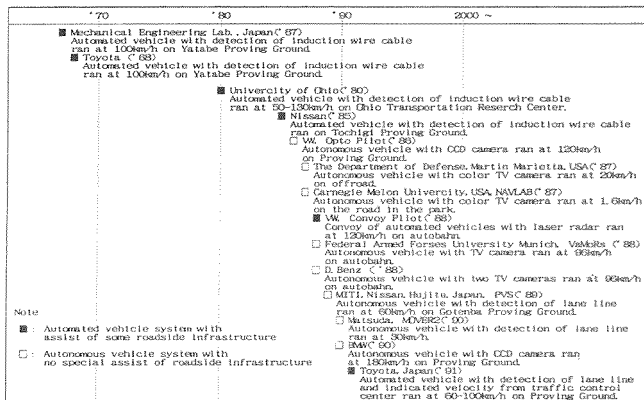 '70 '80 '90 2000 ~
Mechanical Engineering Lab., Japan('67)
Automated vehicle with detection of induction wire cable
ran at 100km/h on Yatabe Proving Ground.
Toyota ('68)
Automated vehicle with detection of induction wire cable
ran at 100km/h on Yatabe Proving Ground.
University of Ohio('80)
Automated vehicle with detection of induction wire cable
ran at 50-130km/h on Ohio Transportation Reserch Center.
Nissan('85)
Automated vehicle with detection of induction wire cable
ran on Tochigi Proving Ground.
VW. Opto Pilot('86)
Autonomous vehicle with CCD camera ran at 120km/h
on Proving Ground.
The Department of Defense, Martin Marietta, USA('87)
Autonomous vehicle with color TV camera ran at 20km/h
on offroad.
Carnegie Melon Uricurcity, USA, NAVLAB('87)
Autonomous vehicle with color TV camera ran at 1.6km/h
on the road in the park.
VW. Convoy Pilot('88)
Convoy of automated vehicles with laser radar ran
at 120km/h on autobahn.
Federal Armed Forses University Munich, VaMoRs ('88)
Autonomous vehicle with TV camera ran at 96km/h
on autobahn.
D. Benz ('88)
Autonomous vehicle with two TV cameras ran at 96km/h
on autobahn.
MITI, Nissan, Hujitu, Japan, PVS('89)
Autonomous vehicle with detection of lane line
ran at 60km/h on Gotenba Proving Ground.
Matsuda, MOVER2('90)
Autonomous vehicle with detection of lane line
ran at 30km/h.
BMW('90)
Autonomous vehicle with CCD camera ran
at 180km/h on Proving Ground.
Toyota, Japan('91)
Automated vehicle with detection of lane line
and indicated velocity from traffic control
center ran at 60-100km/h on Proving Ground.
Note
: Automated vehicle system with
assist of some roadside infrastructure
: Autonomous vehicle system with
no special assist of roadside infrastructure